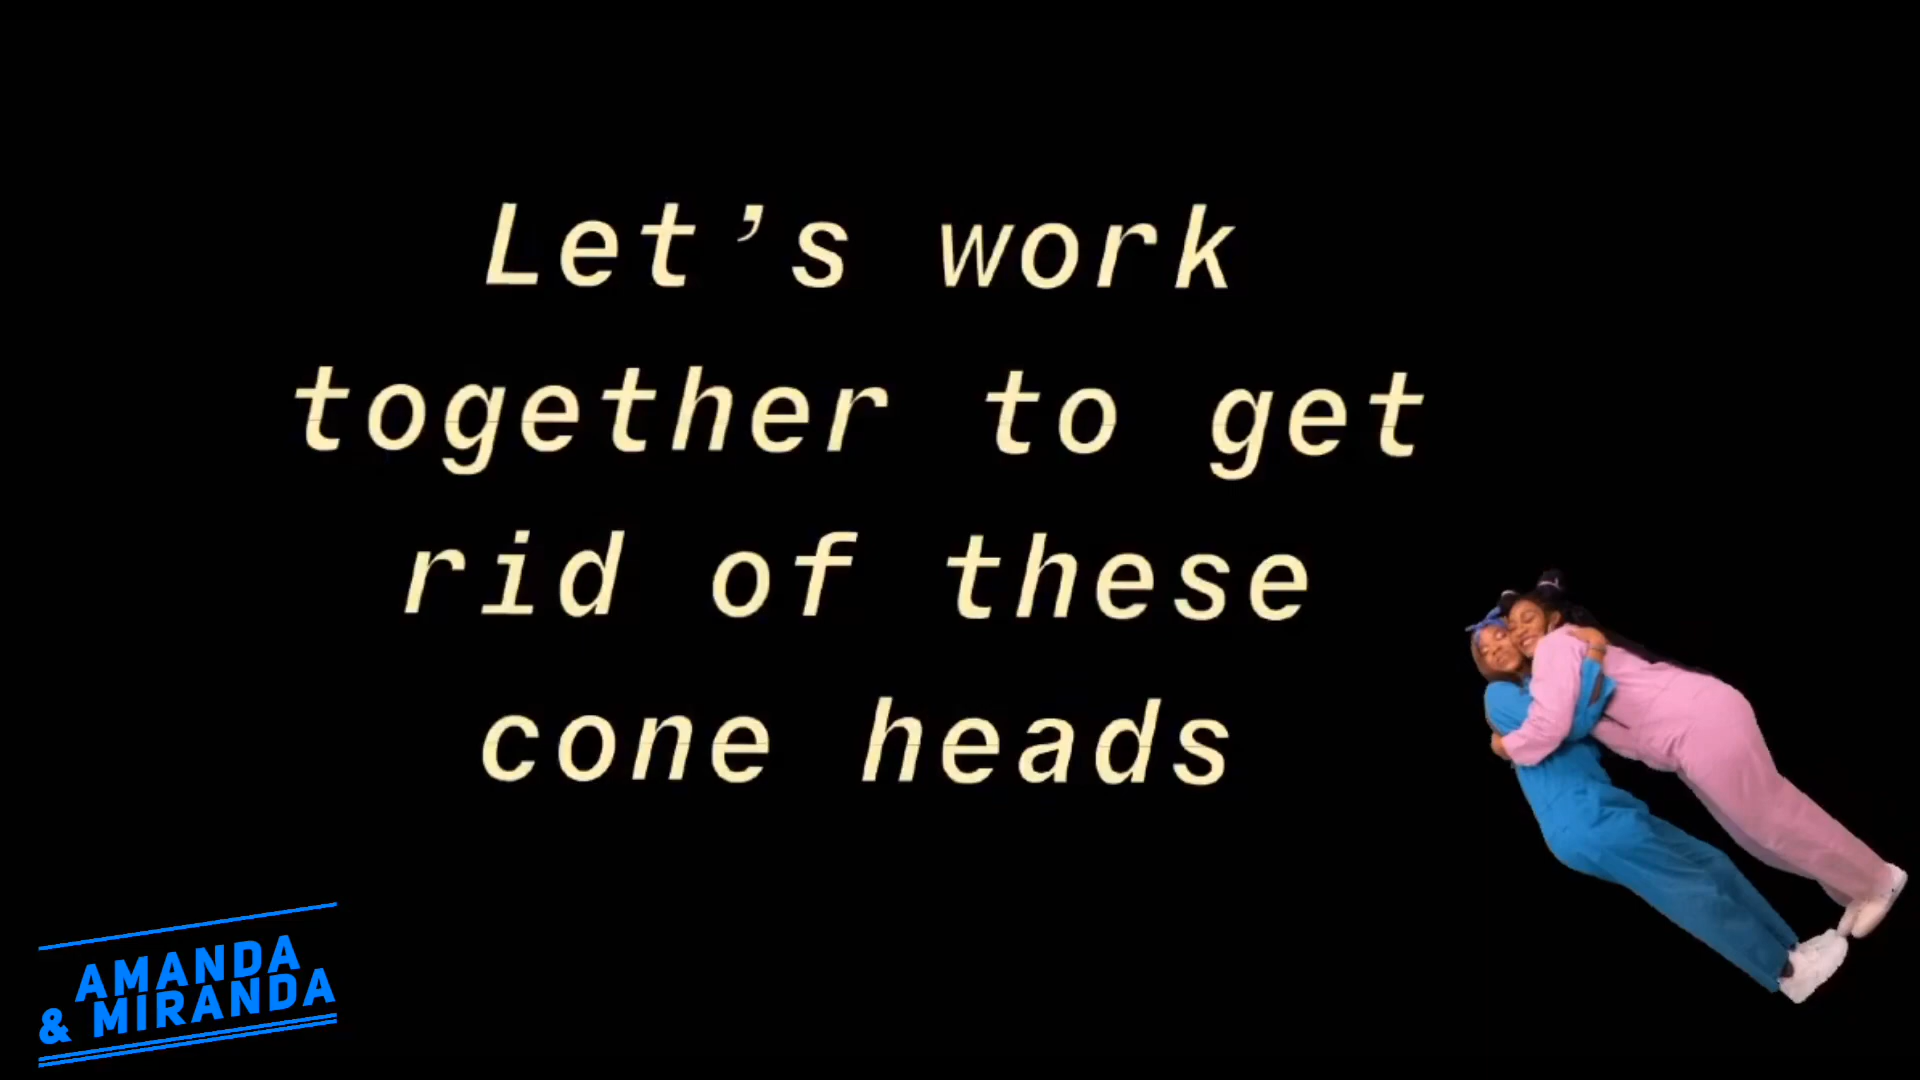 Let’s work
together to get
rid of these
cone heads
AMANDA
& MIRANDA